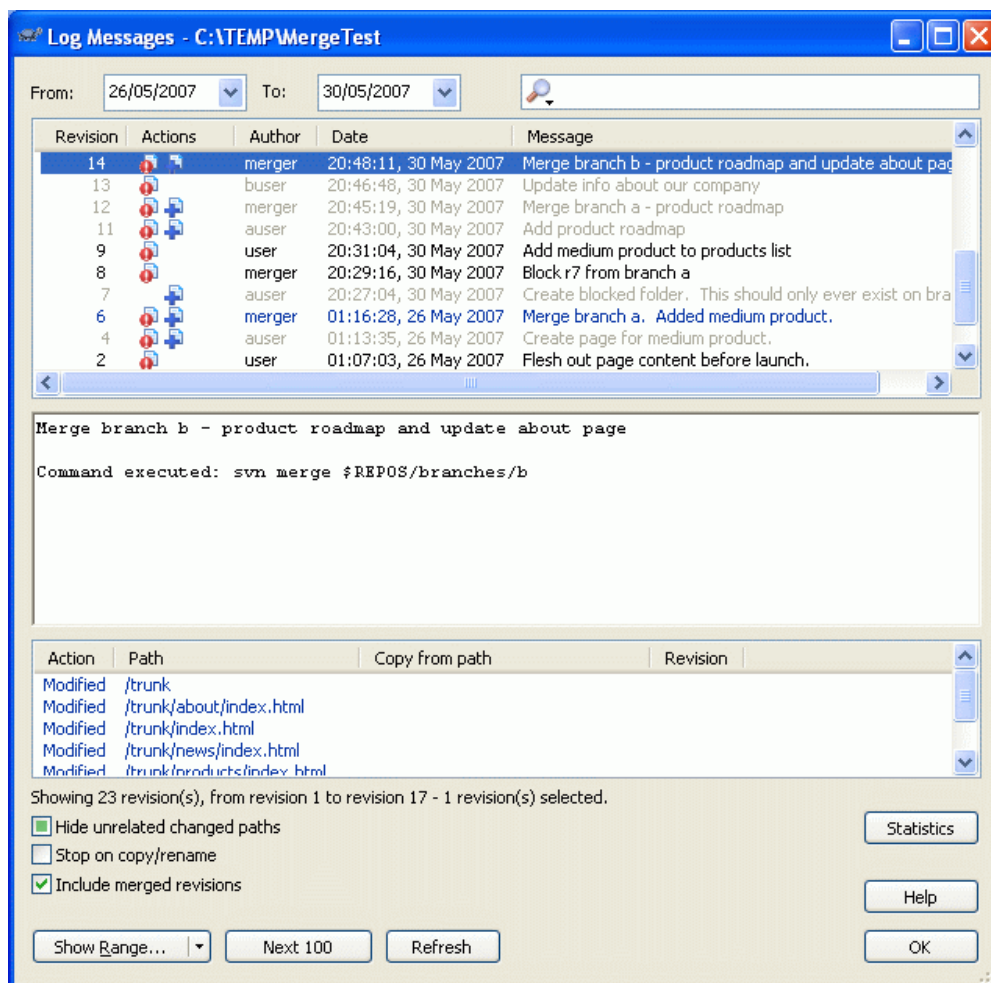 Log Messages - C:\TEMP\MergeTest
From: 26/05/2007 To: 30/05/2007
Revision Actions Author Date Message
14 merger 20:48:11, 30 May 2007 Merge branch b - product roadmap and update about pag
13 buser 20:46:48, 30 May 2007 Update info about our company
12 merger 20:45:19, 30 May 2007 Merge branch a - product roadmap
11 auser 20:43:00, 30 May 2007 Add product roadmap
9 user 20:31:04, 30 May 2007 Add medium product to products list
8 merger 20:29:16, 30 May 2007 Block r7 from branch a
7 auser 20:27:04, 30 May 2007 Create blocked folder. This should only ever exist on bra
6 merger 01:16:28, 26 May 2007 Merge branch a. Added medium product.
4 auser 01:13:35, 26 May 2007 Create page for medium product.
2 user 01:07:03, 26 May 2007 Flesh out page content before launch.
Merge branch b - product roadmap and update about page
Command executed: svn merge $REPOS/branches/b
Action Path Copy from path Revision
Modified /trunk
Modified /trunk/about/index.html
Modified /trunk/index.html
Modified /trunk/news/index.html
Modified /trunk/products/index.html
Showing 23 revision(s), from revision 1 to revision 17 - 1 revision(s) selected.
Hide unrelated changed paths
Statistics
Stop on copy/rename
Include merged revisions
Help
Show Range... Next 100 Refresh OK